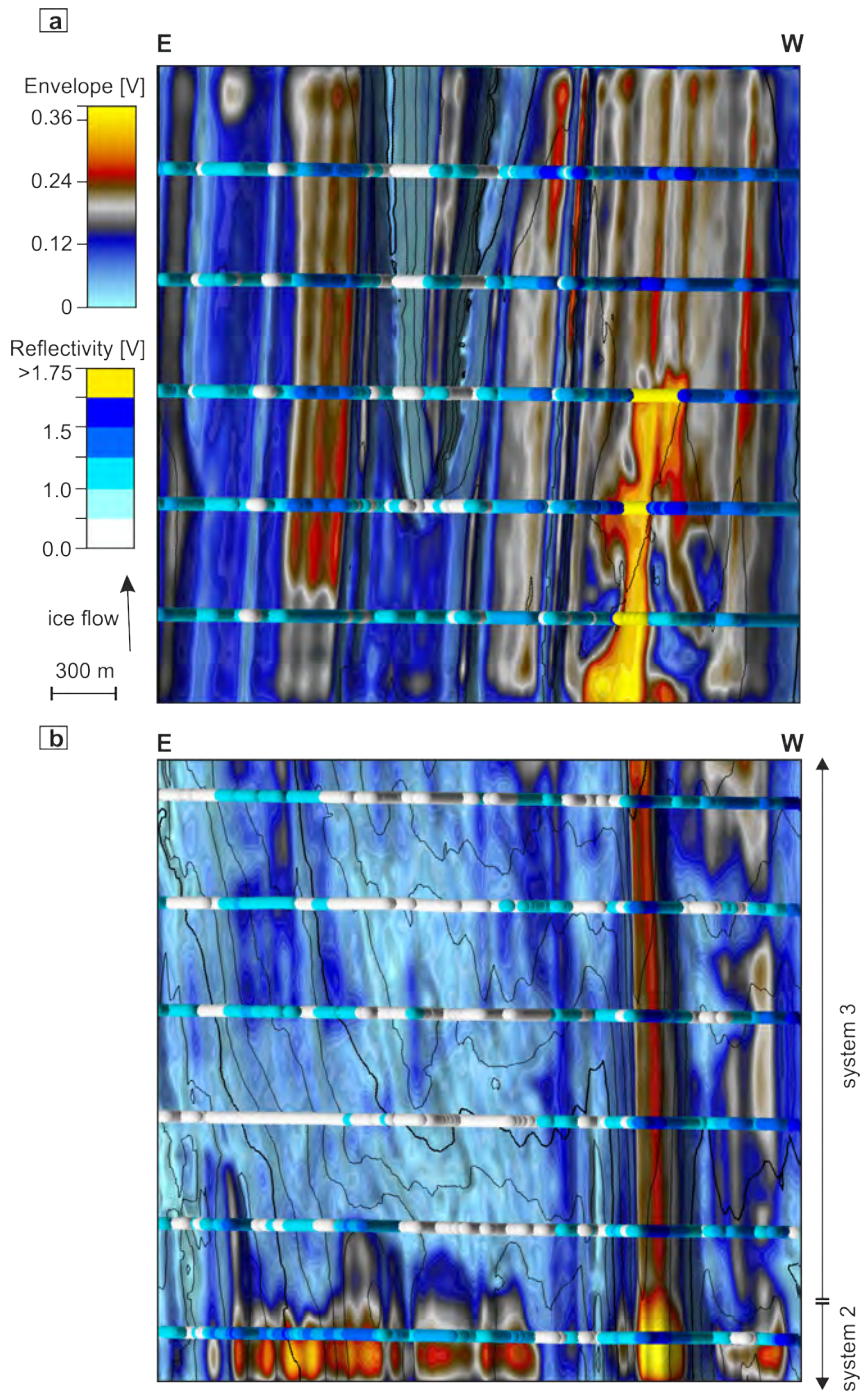 a
E W
Envelope [V]
0.36
0.24
0.12
0
Reflectivity [V]
>1.75
1.5
1.0
0.0
ice flow
300 m
b
E W
system 3
system 2